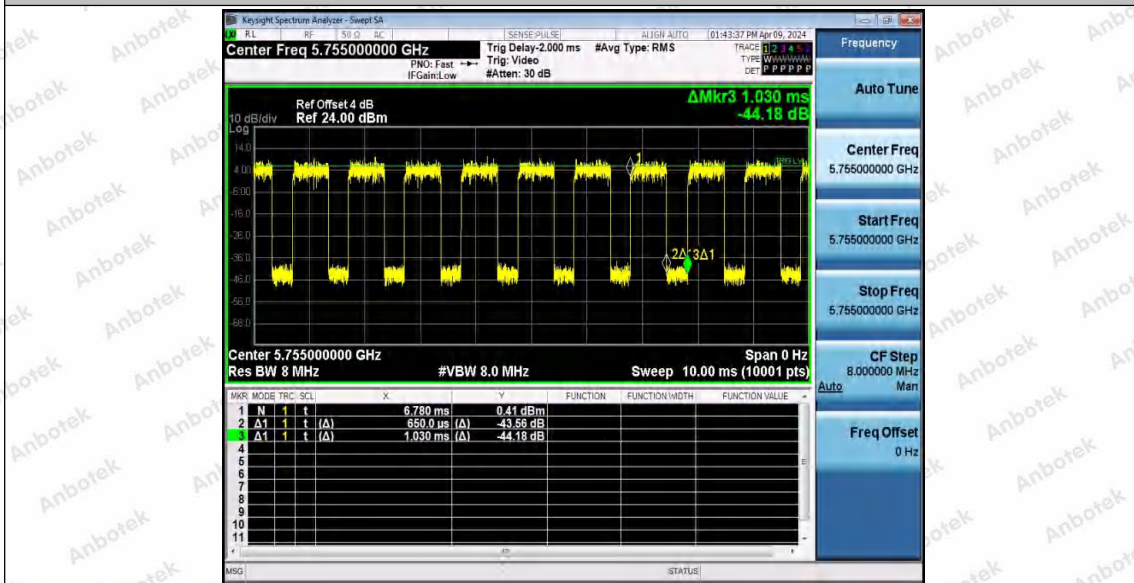 Keysight Spectrum Analyzer - Swept SA
RL RF 50 Ω AC SENSE:PULSE ALIGN AUTO 01:43:37 PM Apr 09, 2024
Center Freq 5.755000000 GHz
Trig Delay-2.000 ms #Avg Type: RMS
TRACE 1 2 3 4 5
PNO: Fast Trig: Video
TYPE
IFGain:Low #Atten: 30 dB
DET P P P P P
Ref Offset 4 dB
10 dB/div Ref 24.00 dBm
Log
ΔMkr3 1.030 ms
-44.18 dB
14.0
4.00
-6.00
-16.0
-26.0
-36.0
-46.0
-56.0
-66.0
TRIG LVL
1
2Δ 3Δ1
Center 5.755000000 GHz Span 0 Hz
Res BW 8 MHz #VBW 8.0 MHz Sweep 10.00 ms (10001 pts)
MKR MODE TRC SCL X Y FUNCTION FUNCTION WIDTH FUNCTION VALUE
1 N 1 t 6.780 ms 0.41 dBm
2 Δ1 1 t (Δ) 650.0 µs (Δ) -43.56 dB
3 Δ1 1 t (Δ) 1.030 ms (Δ) -44.18 dB
4
5
6
7
8
9
10
11
MSG STATUS
Frequency
Auto Tune
Center Freq
5.755000000 GHz
Start Freq
5.755000000 GHz
Stop Freq
5.755000000 GHz
CF Step
8.000000 MHz
Auto Man
Freq Offset
0 Hz
Anbotek